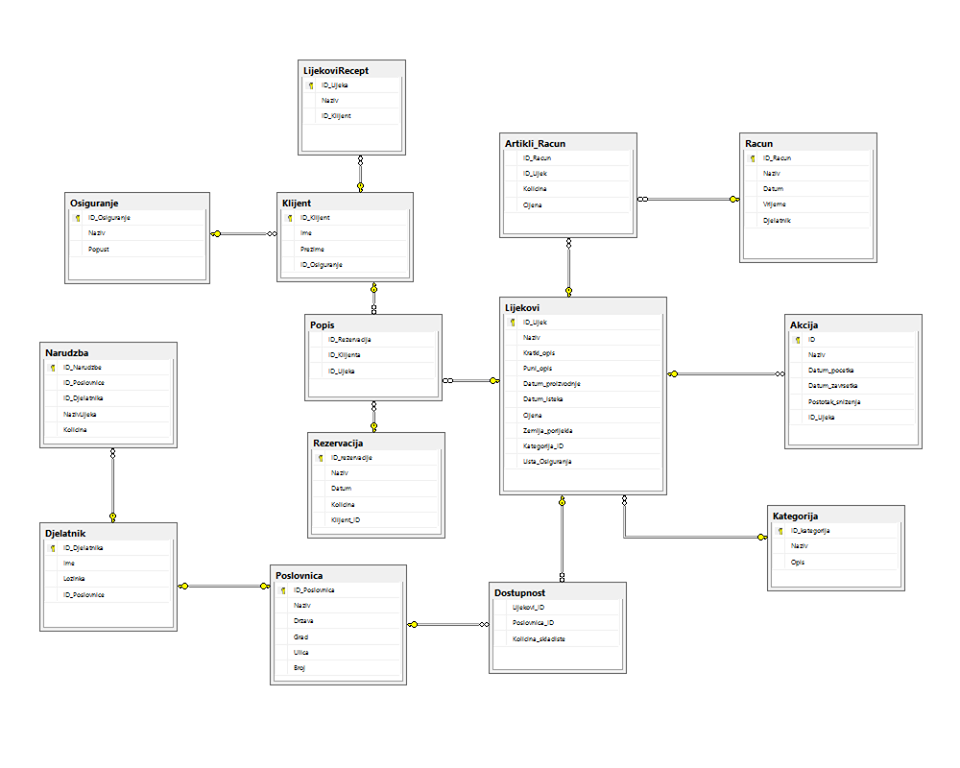 LijekoviRecept
ID_Lijeka
Naziv
ID_Klijent
Artikli_Racun
ID_Racun
ID_Lijek
Kolicina
Cijena
Racun
ID_Racun
Naziv
Datum
Vrijeme
Djelatnik
Osiguranje
ID_Osiguranje
Naziv
Popust
Klijent
ID_Klijent
Ime
Prezime
ID_Osiguranje
Lijekovi
ID_Lijek
Naziv
Kratki_opis
Puni_opis
Datum_proizvodnje
Datum_isteka
Cijena
Zemlja_porijekla
Kategorija_ID
Usta_Osiguranja
Popis
ID_Rezervacija
ID_Klijenta
ID_Lijeka
Akcija
ID
Naziv
Datum_pocetka
Datum_zavrsetka
Postotak_snizenja
ID_Lijeka
Narudzba
ID_Narudzbe
ID_Poslovnice
ID_Djelatnika
NazivLijeka
Kolicina
Rezervacija
ID_rezervacije
Naziv
Datum
Kolicina
Klijent_ID
Kategorija
ID_kategorija
Naziv
Opis
Djelatnik
ID_Djelatnika
Ime
Lozinka
ID_Poslovnice
Poslovnica
ID_Poslovnica
Naziv
Drzava
Grad
Ulica
Broj
Dostupnost
Lijekovi_ID
Poslovnica_ID
Kolicina_skladiste